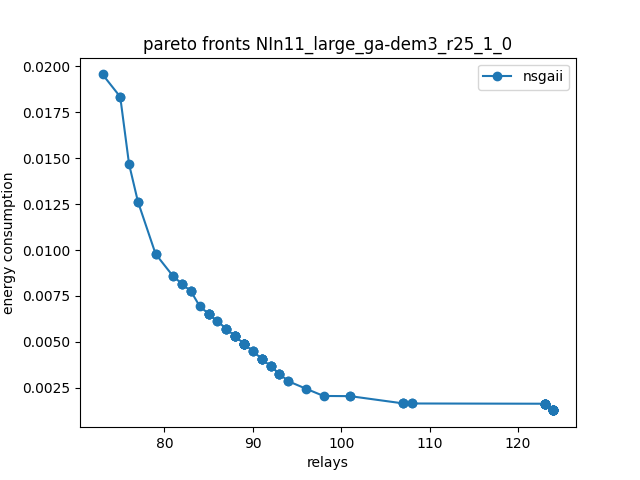 pareto fronts NIn11_large_ga-dem3_r25_1_0
nsgaii
energy consumption
0.0200
0.0175
0.0150
0.0125
0.0100
0.0075
0.0050
0.0025
80 90 100 110 120
relays